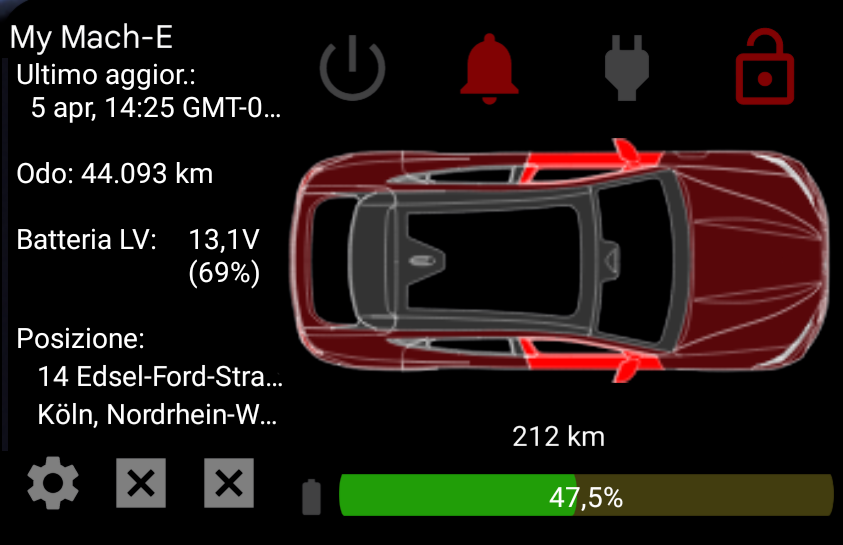 My Mach-E
Ultimo aggior.:
5 apr, 14:25 GMT-0…
Odo: 44.093 km
Batteria LV: 13,1V
(69%)
Posizione:
14 Edsel-Ford-Stra…
Köln, Nordrhein-W…
212 km
47,5%